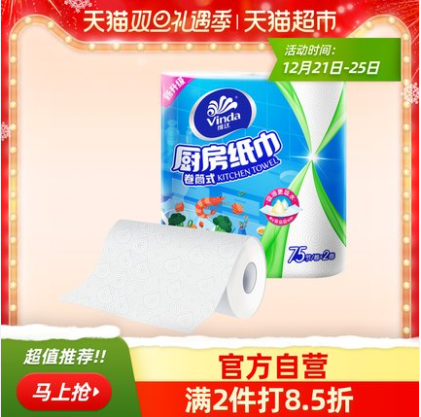 天猫双旦礼遇季 天猫超市
活动时间：
12月21日-25日
新升级
Vinda
维达
厨房纸巾
卷筒式 KITCHEN TOWEL
75节/卷×2卷
超值推荐!!
马上抢
官方自营
满2件打8.5折